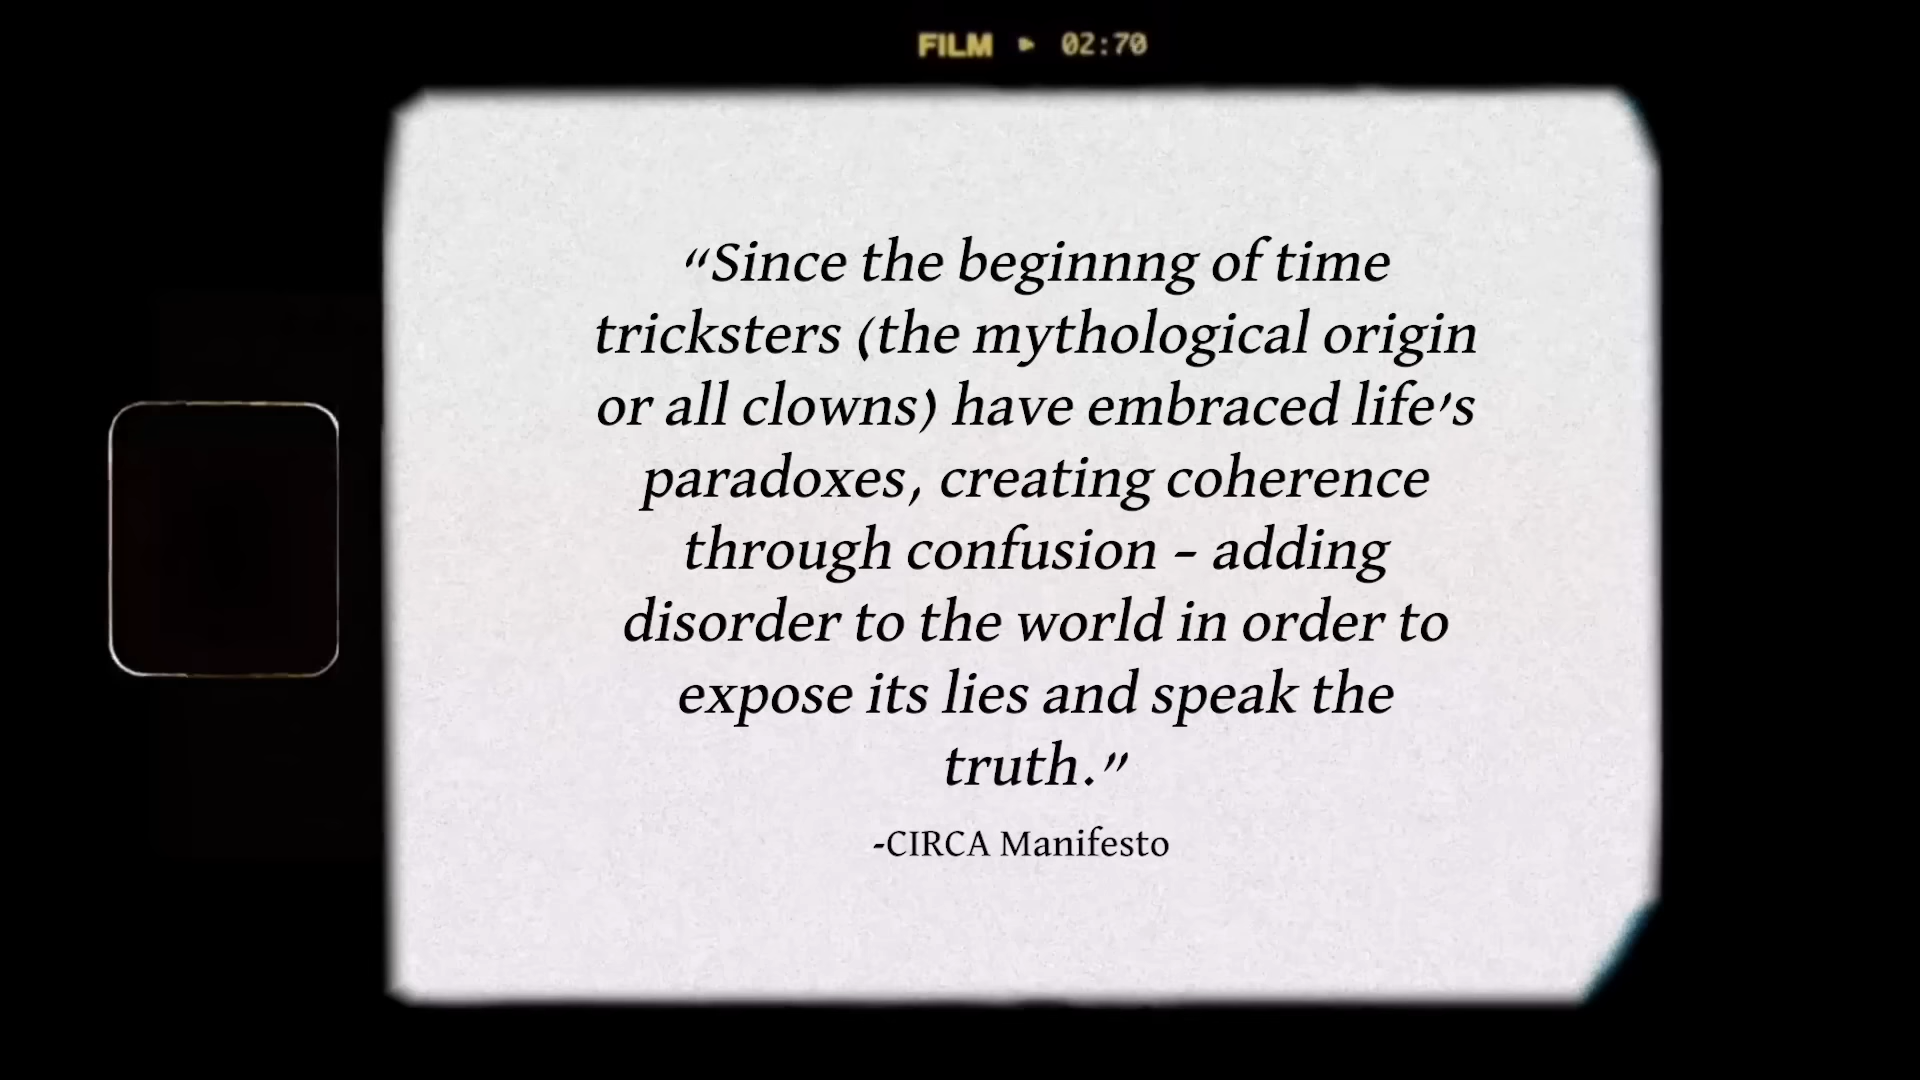 FILM ▸ 02:70
“Since the beginnng of time
tricksters (the mythological origin
or all clowns) have embraced life’s
paradoxes, creating coherence
through confusion – adding
disorder to the world in order to
expose its lies and speak the
truth.”
-CIRCA Manifesto